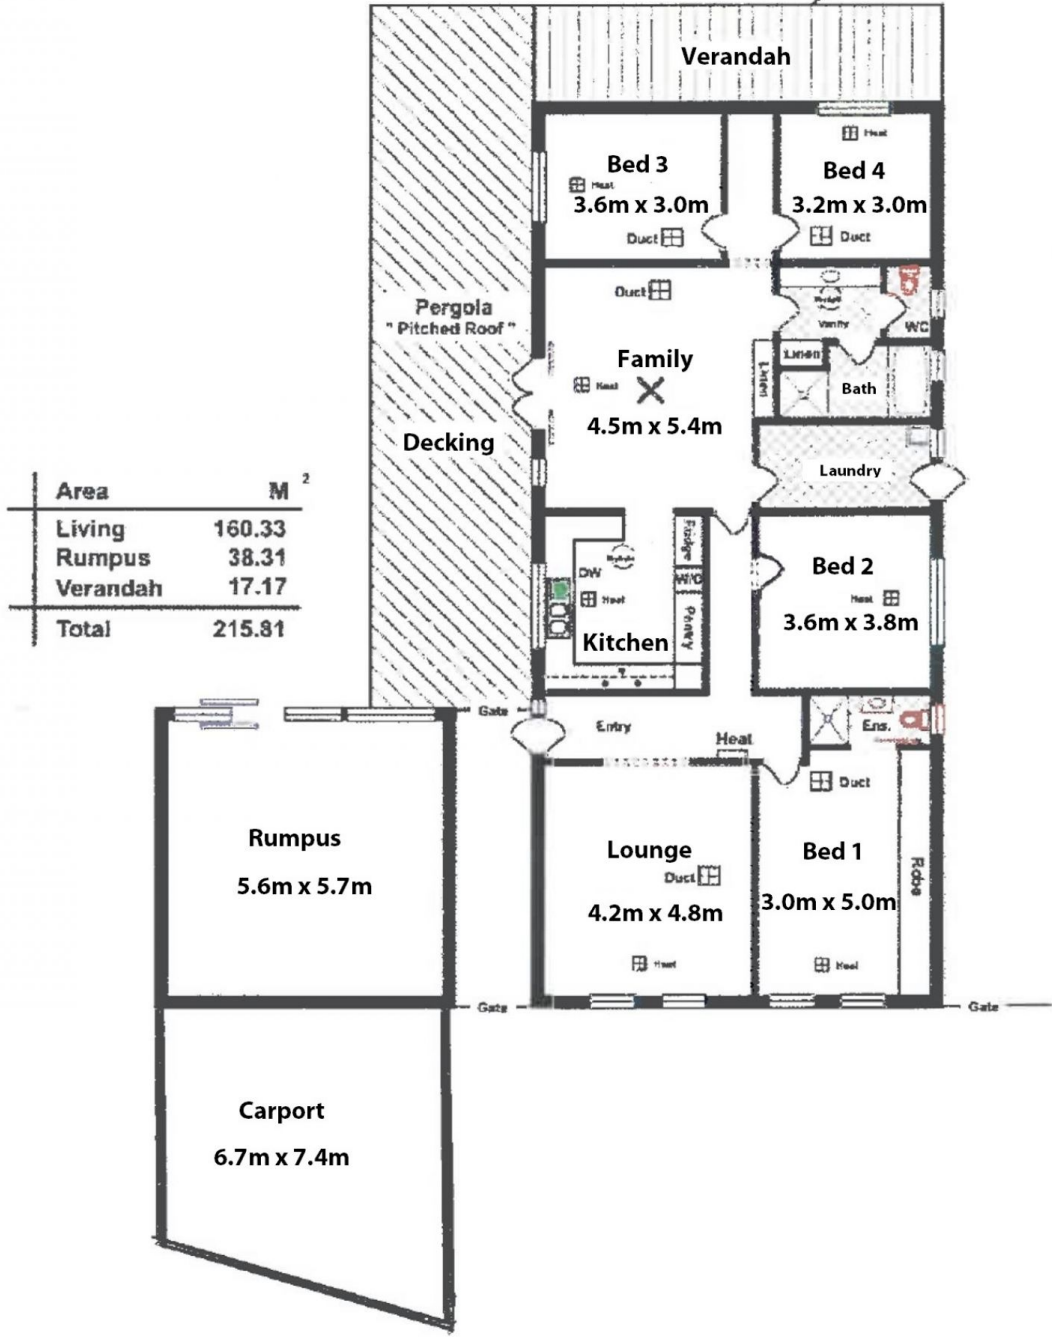 Verandah
Heat
Bed 3
Bed 4
Heat
3.6m x 3.0m
3.2m x 3.0m
Duct
Duct
Duct
Pergola
" Pitched Roof "
Vanity
WC
Family
Linen
Linen
Heat
Bath
4.5m x 5.4m
Decking
Laundry
Area M²
Living 160.33
Rumpus 38.31
Verandah 17.17
Total 215.81
Fridge
DW
M/O
Bed 2
Heat
Heat
3.6m x 3.8m
Kitchen
Pantry
Gate
Entry
Ens.
Heat
Duct
Rumpus
Lounge
Bed 1
Robe
5.6m x 5.7m
Duct
4.2m x 4.8m
3.0m x 5.0m
Heat
Heat
Gate
Gate
Carport
6.7m x 7.4m